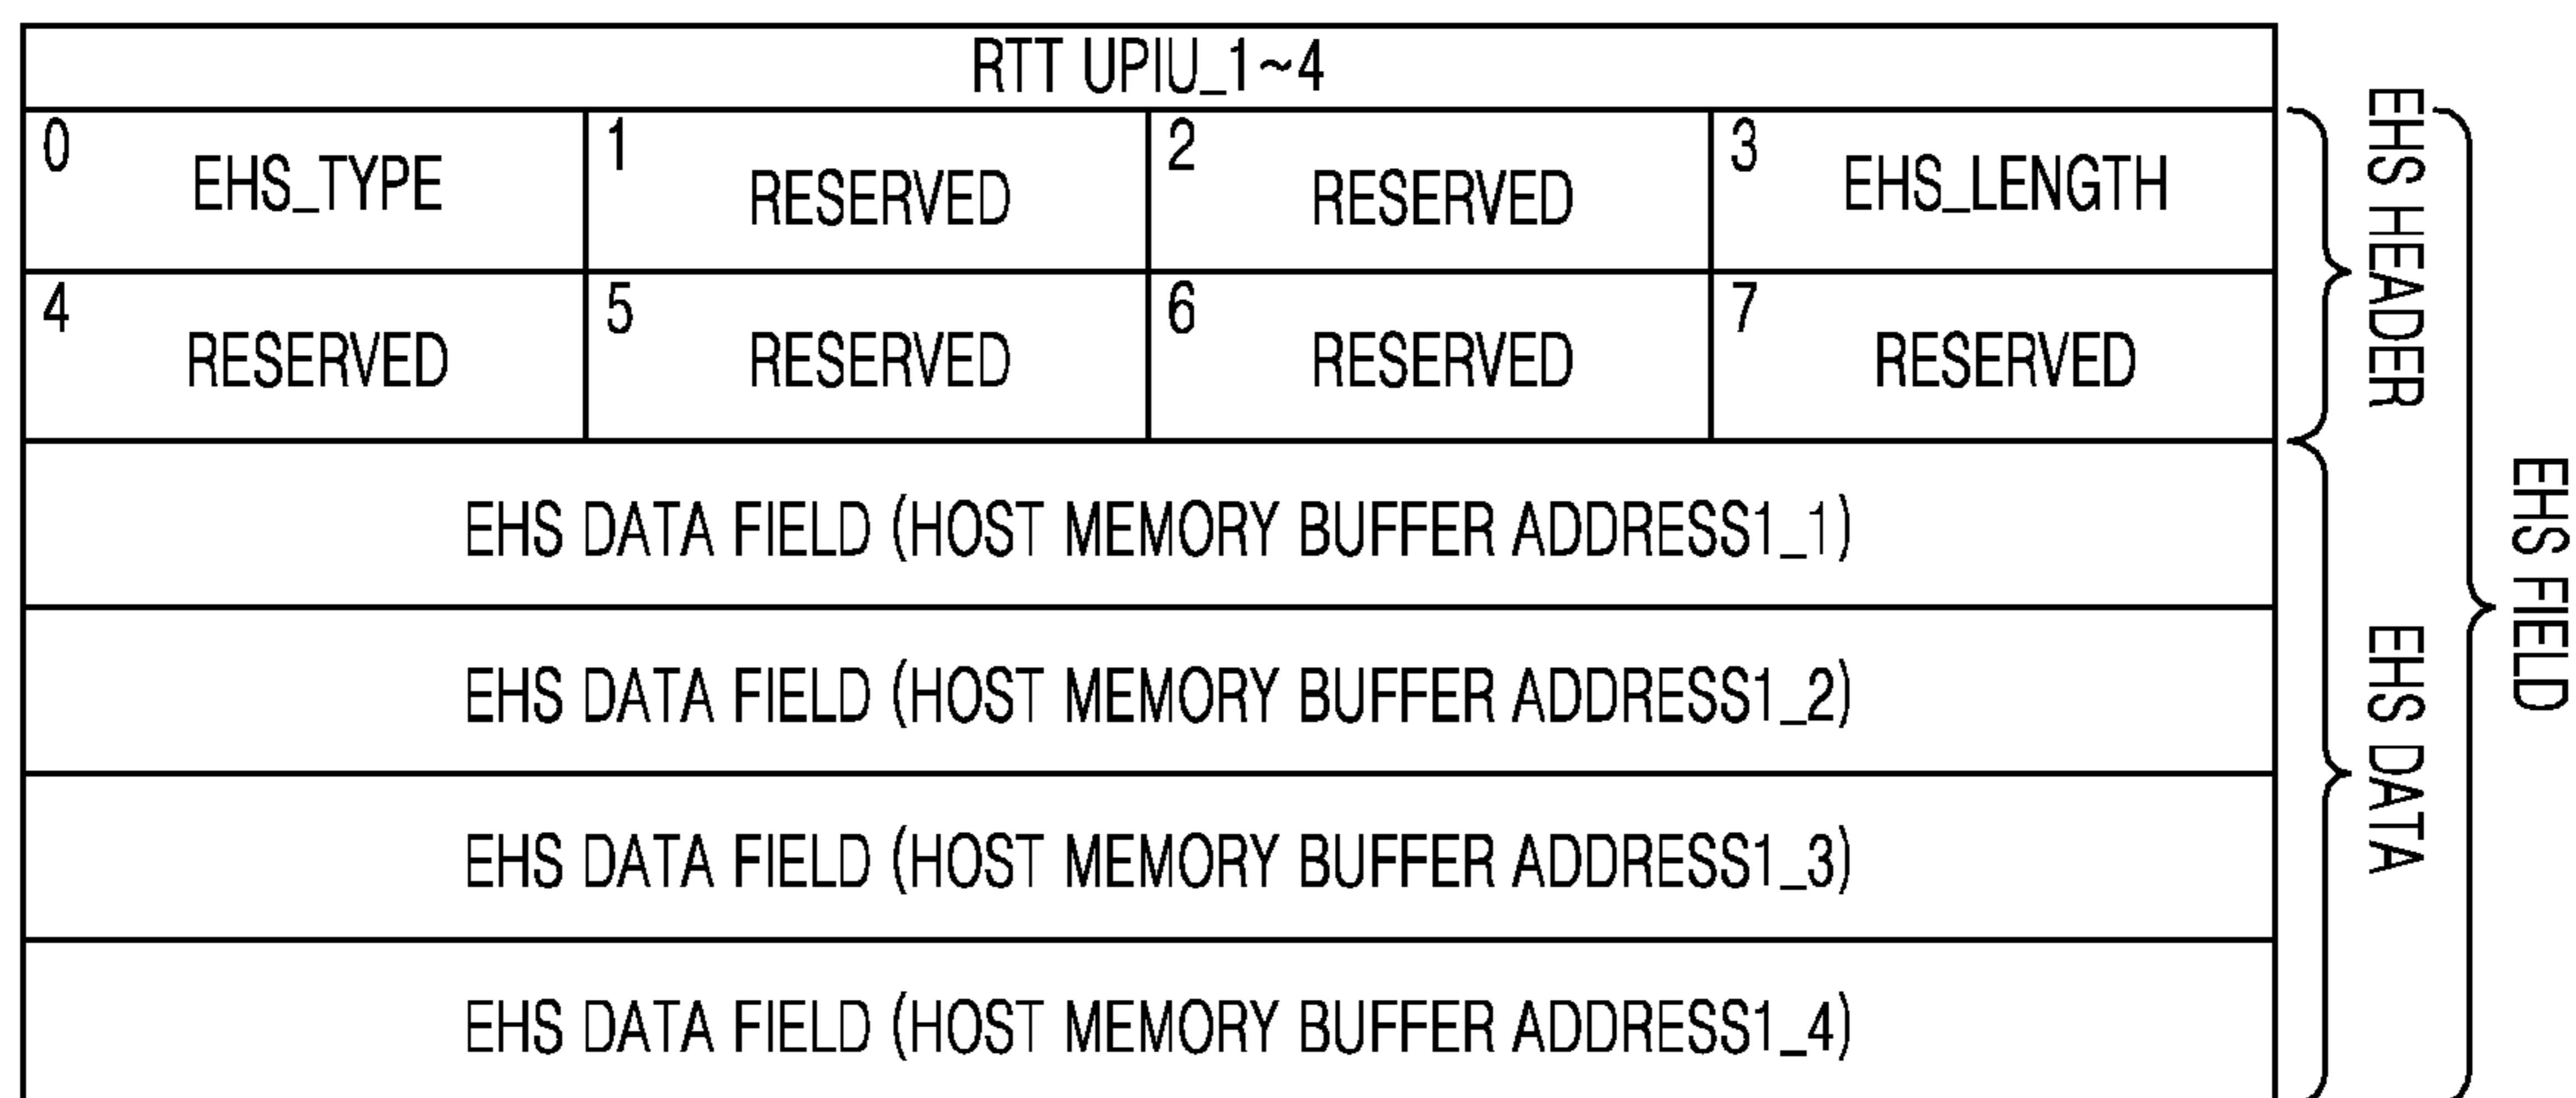 RTT UPIU_1~4
0 EHS_TYPE 1 RESERVED 2 RESERVED 3 EHS_LENGTH
4 RESERVED 5 RESERVED 6 RESERVED 7 RESERVED
EHS DATA FIELD (HOST MEMORY BUFFER ADDRESS1_1)
EHS DATA FIELD (HOST MEMORY BUFFER ADDRESS1_2)
EHS DATA FIELD (HOST MEMORY BUFFER ADDRESS1_3)
EHS DATA FIELD (HOST MEMORY BUFFER ADDRESS1_4)
EHS HEADER
EHS DATA
EHS FIELD